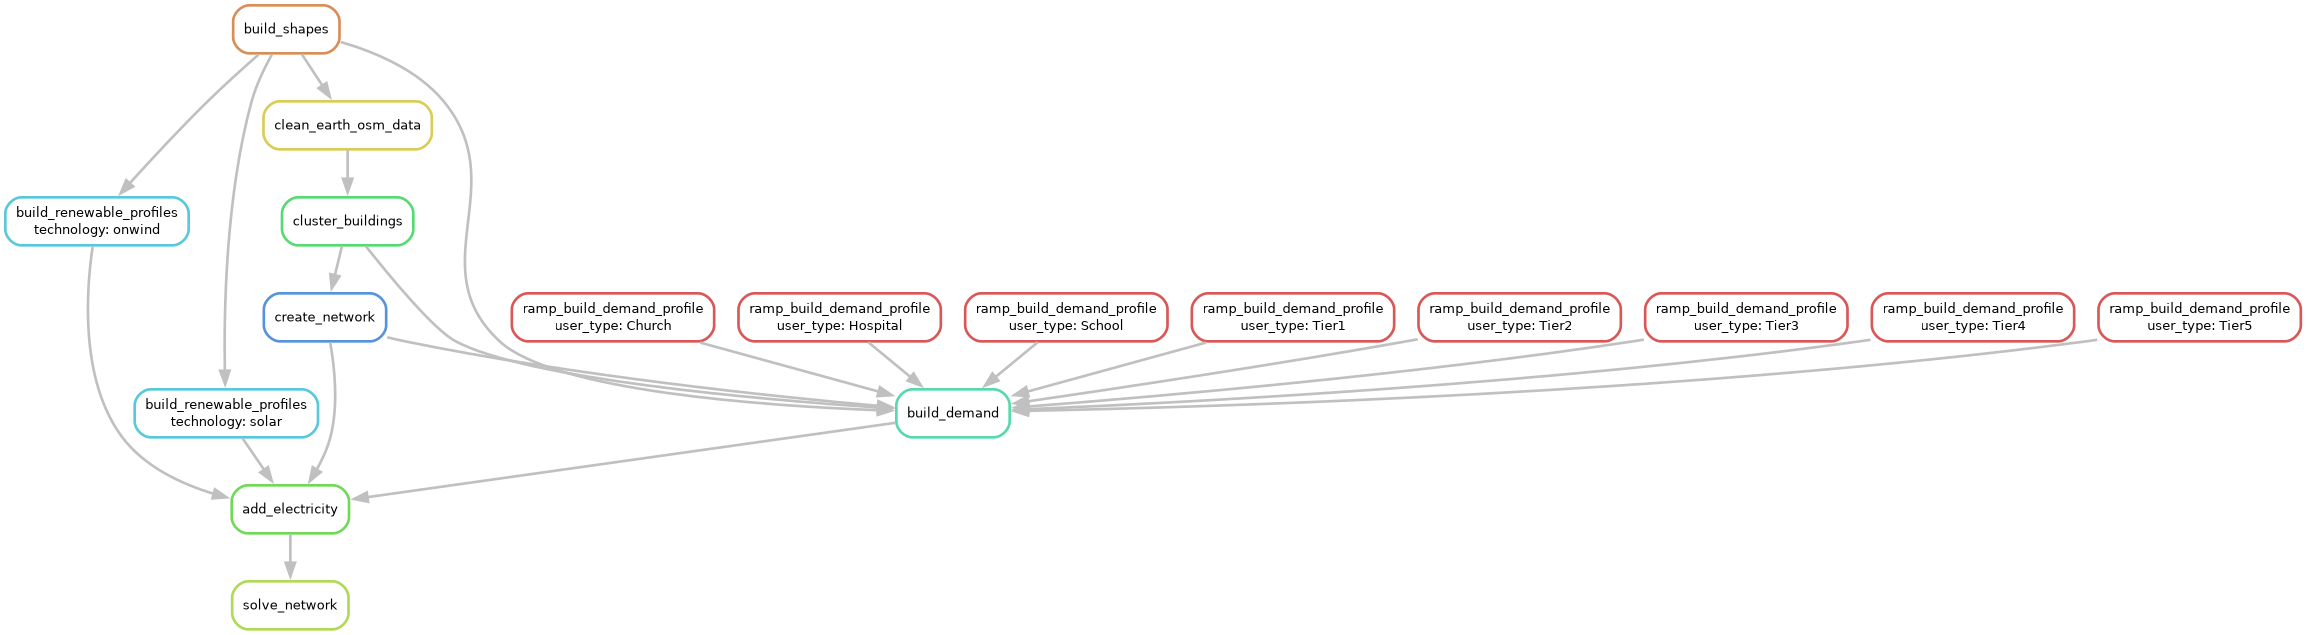 build_shapes
clean_earth_osm_data
build_renewable_profiles
technology: onwind
cluster_buildings
create_network
ramp_build_demand_profile
user_type: Church
ramp_build_demand_profile
user_type: Hospital
ramp_build_demand_profile
user_type: School
ramp_build_demand_profile
user_type: Tier1
ramp_build_demand_profile
user_type: Tier2
ramp_build_demand_profile
user_type: Tier3
ramp_build_demand_profile
user_type: Tier4
ramp_build_demand_profile
user_type: Tier5
build_renewable_profiles
technology: solar
build_demand
add_electricity
solve_network